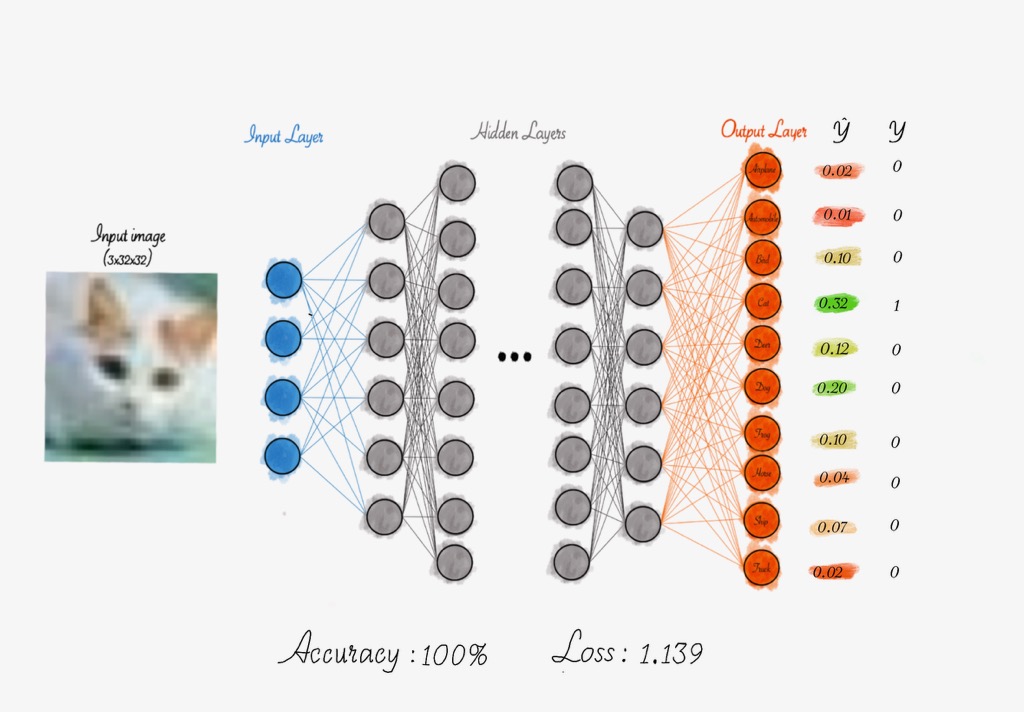 Input Layer
Hidden Layers
Output Layer Ŷ Y
Input image
(3x32x32)
Airplane 0.02 0
Automobile 0.01 0
Bird 0.10 0
Cat 0.32 1
Deer 0.12 0
Dog 0.20 0
Frog 0.10 0
Horse 0.04 0
Ship 0.07 0
Truck 0.02 0
Accuracy : 100% Loss : 1.139